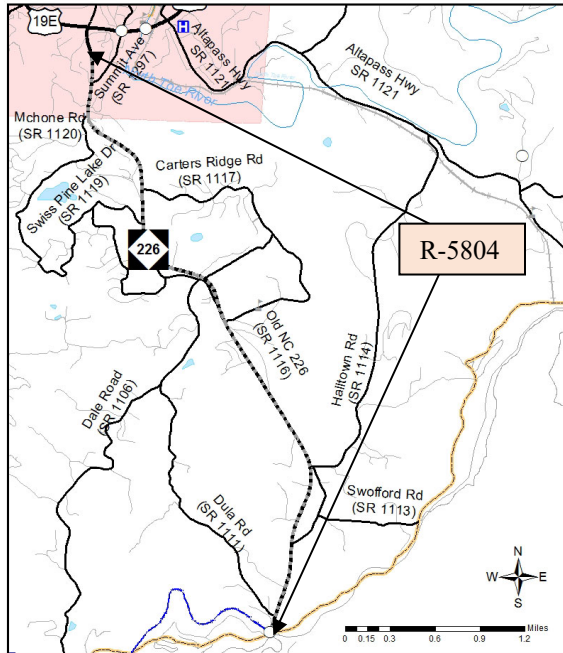 19E
H
Summit Ave
(SR 1297)
Altapass Hwy
SR 1121
Altapass Hwy
SR 1121
The River
Mchone Rd
(SR 1120)
Swiss Pine Lake Dr
(SR 1119)
Carters Ridge Rd
(SR 1117)
R-5804
226
Old NC 226
(SR 1116)
Halltown Rd
(SR 1114)
Dale Road
(SR 1106)
Dula Rd
(SR 1111)
Swofford Rd
(SR 1113)
N
W E
S
Miles
0 0.15 0.3 0.6 0.9 1.2